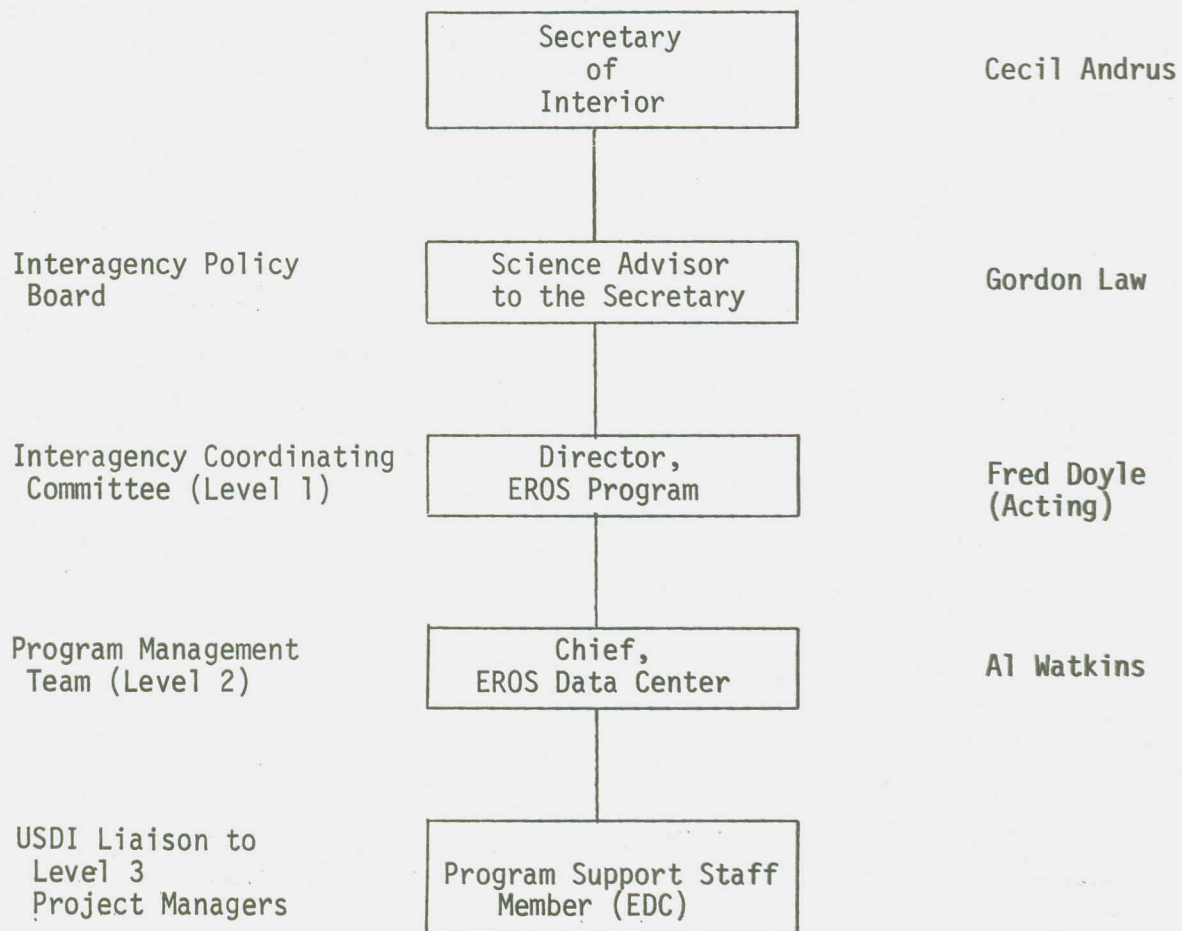 Secretary
of
Interior
Cecil Andrus
Interagency Policy
Board
Science Advisor
to the Secretary
Gordon Law
Interagency Coordinating
Committee (Level 1)
Director,
EROS Program
Fred Doyle
(Acting)
Program Management
Team (Level 2)
Chief,
EROS Data Center
Al Watkins
USDI Liaison to
Level 3
Project Managers
Program Support Staff
Member (EDC)